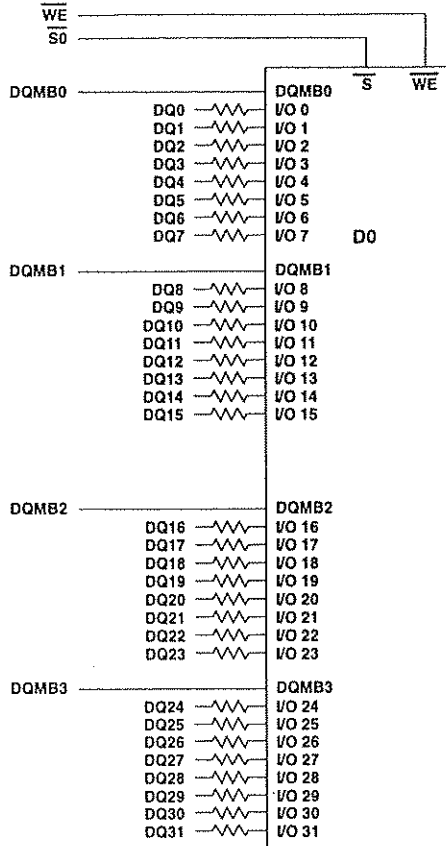 W̅E̅
S̅0̅
S̅ W̅E̅
DQMB0 DQMB0
DQ0 I/O 0
DQ1 I/O 1
DQ2 I/O 2
DQ3 I/O 3
DQ4 I/O 4
DQ5 I/O 5
DQ6 I/O 6
DQ7 I/O 7 D0
DQMB1 DQMB1
DQ8 I/O 8
DQ9 I/O 9
DQ10 I/O 10
DQ11 I/O 11
DQ12 I/O 12
DQ13 I/O 13
DQ14 I/O 14
DQ15 I/O 15
DQMB2 DQMB2
DQ16 I/O 16
DQ17 I/O 17
DQ18 I/O 18
DQ19 I/O 19
DQ20 I/O 20
DQ21 I/O 21
DQ22 I/O 22
DQ23 I/O 23
DQMB3 DQMB3
DQ24 I/O 24
DQ25 I/O 25
DQ26 I/O 26
DQ27 I/O 27
DQ28 I/O 28
DQ29 I/O 29
DQ30 I/O 30
DQ31 I/O 31